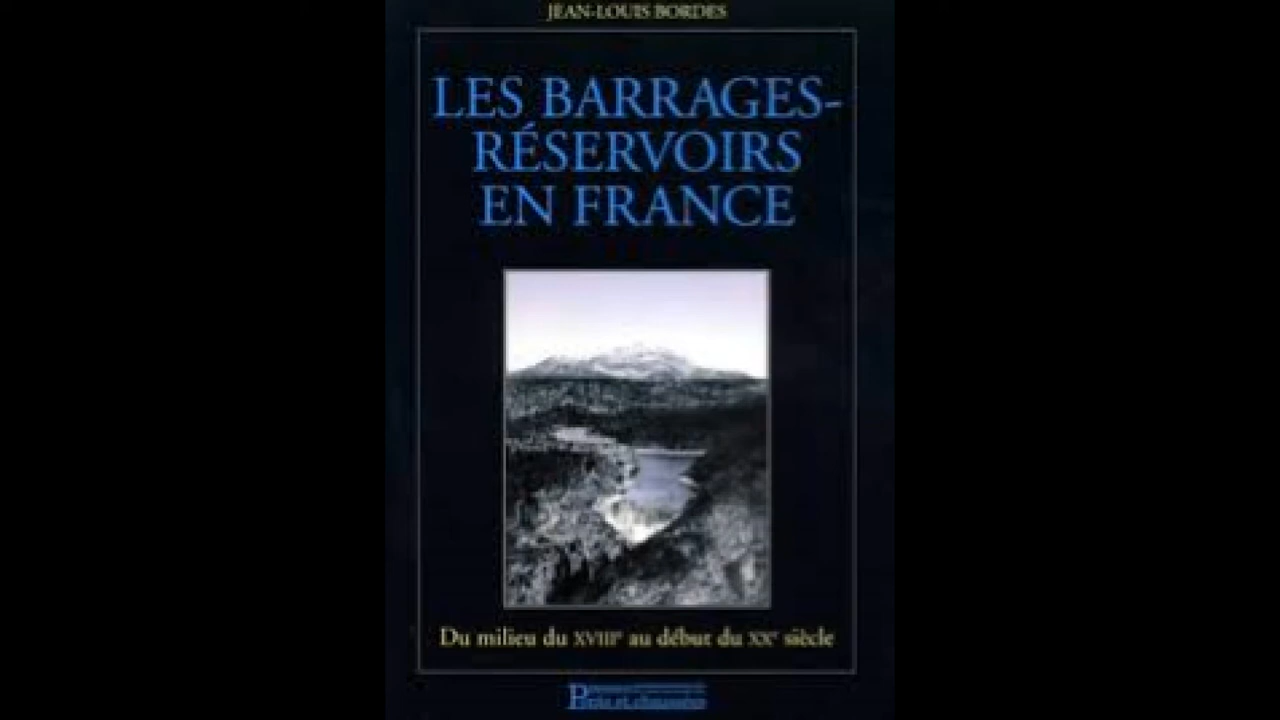 JEAN-LOUIS BORDES
LES BARRAGES-
RÉSERVOIRS
EN FRANCE
Du milieu du XVIIIe au début du XXe siècle
Ponts et chaussées